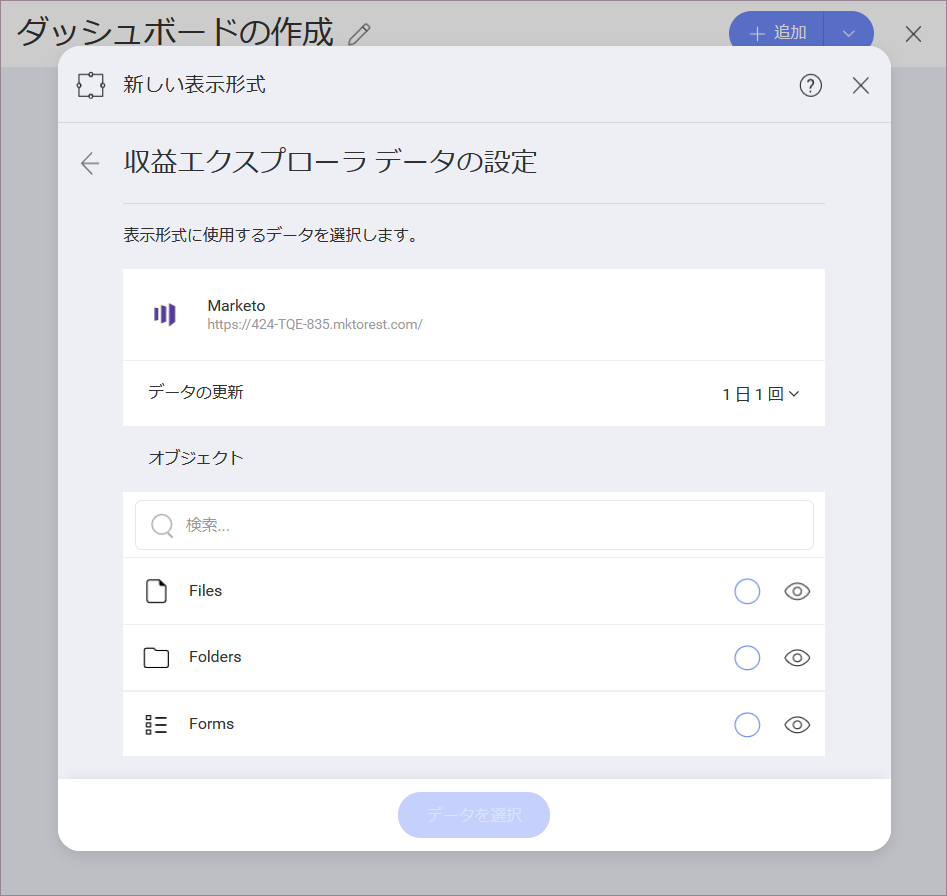 ダッシュボードの作成
追加
新しい表示形式
収益エクスプローラ データの設定
表示形式に使用するデータを選択します。
Marketo
https://424-TQE-835.mktorest.com/
データの更新
1 日 1 回
オブジェクト
検索...
Files
Folders
Forms
データを選択